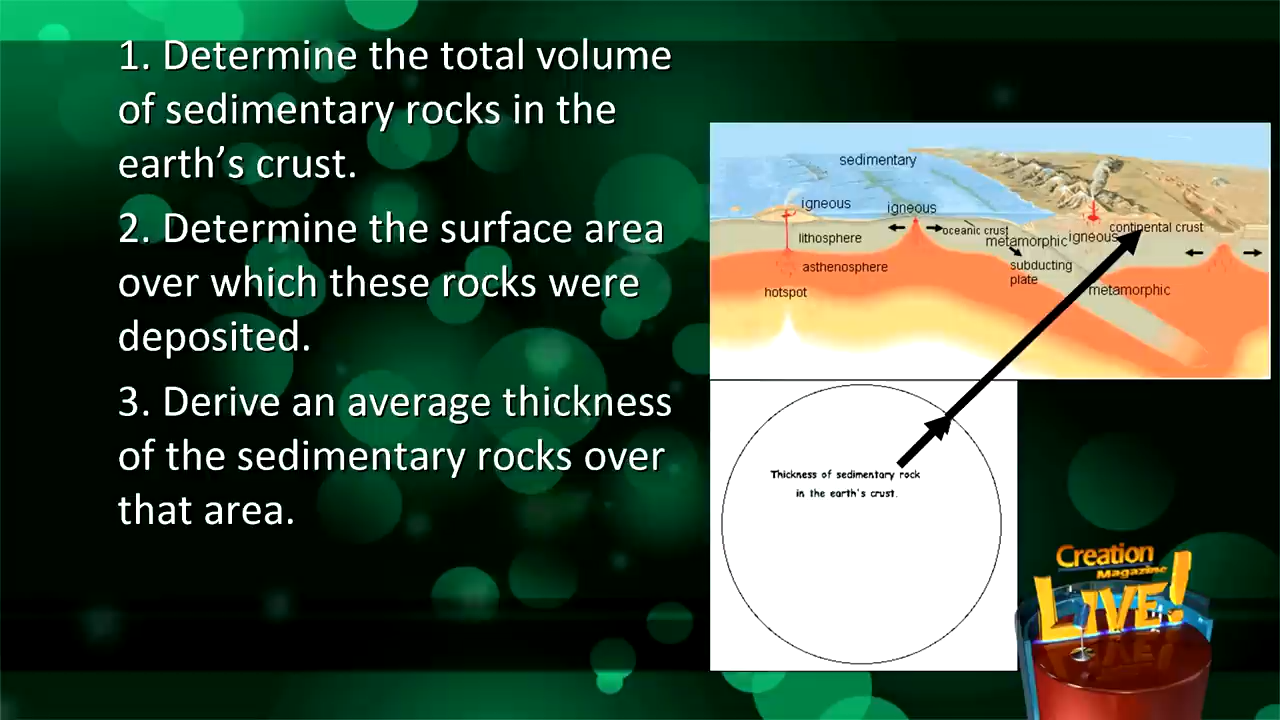 1. Determine the total volume
of sedimentary rocks in the
earth’s crust.
2. Determine the surface area
over which these rocks were
deposited.
3. Derive an average thickness
of the sedimentary rocks over
that area.
sedimentary
igneous
igneous
oceanic crust
continental crust
lithosphere
metamorphic
igneous
asthenosphere
subducting
plate
hotspot
metamorphic
Thickness of sedimentary rock
in the earth's crust.
Creation
Magazine
LIVE!